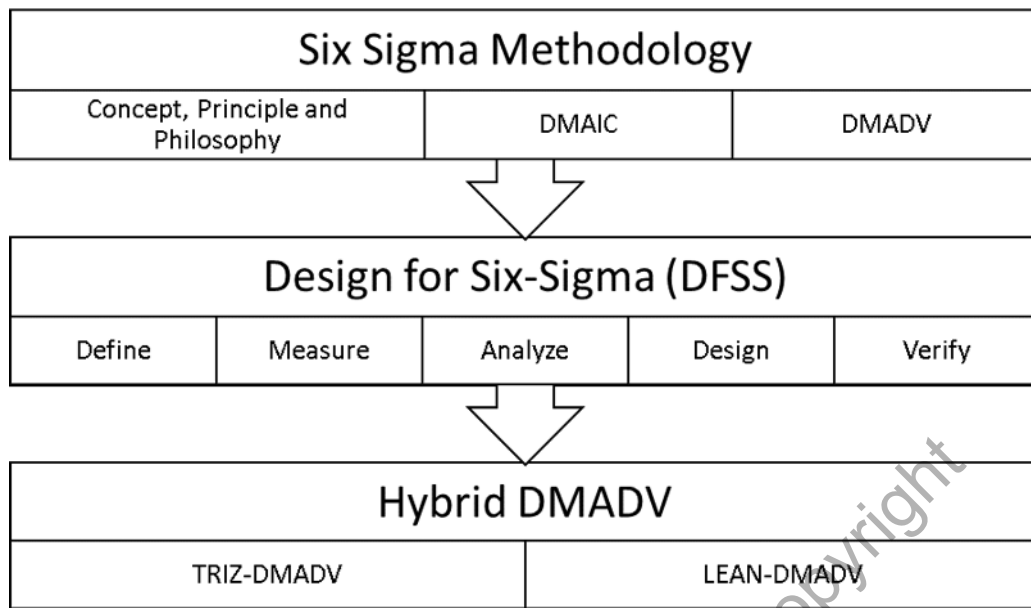 Six Sigma Methodology
Concept, Principle and
Philosophy
DMAIC
DMADV
Design for Six-Sigma (DFSS)
Define
Measure
Analyze
Design
Verify
Hybrid DMADV
TRIZ-DMADV
LEAN-DMADV
copyright